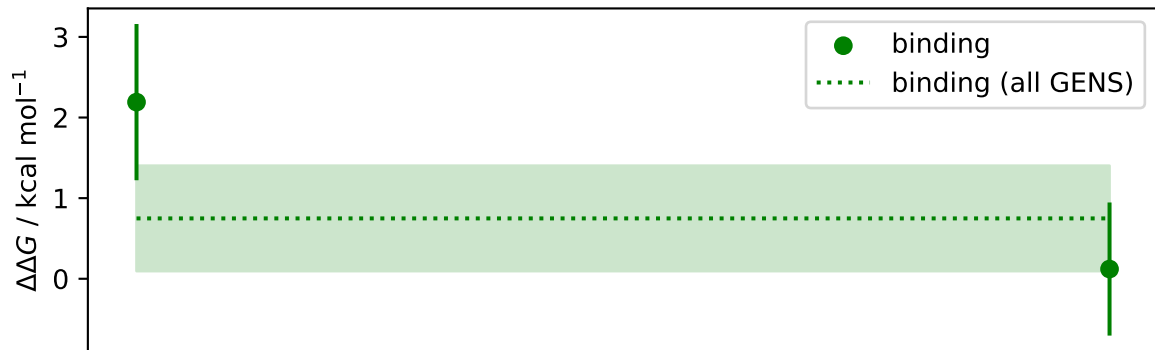 3
2
1
0
ΔΔG / kcal mol⁻¹
binding
binding (all GENS)